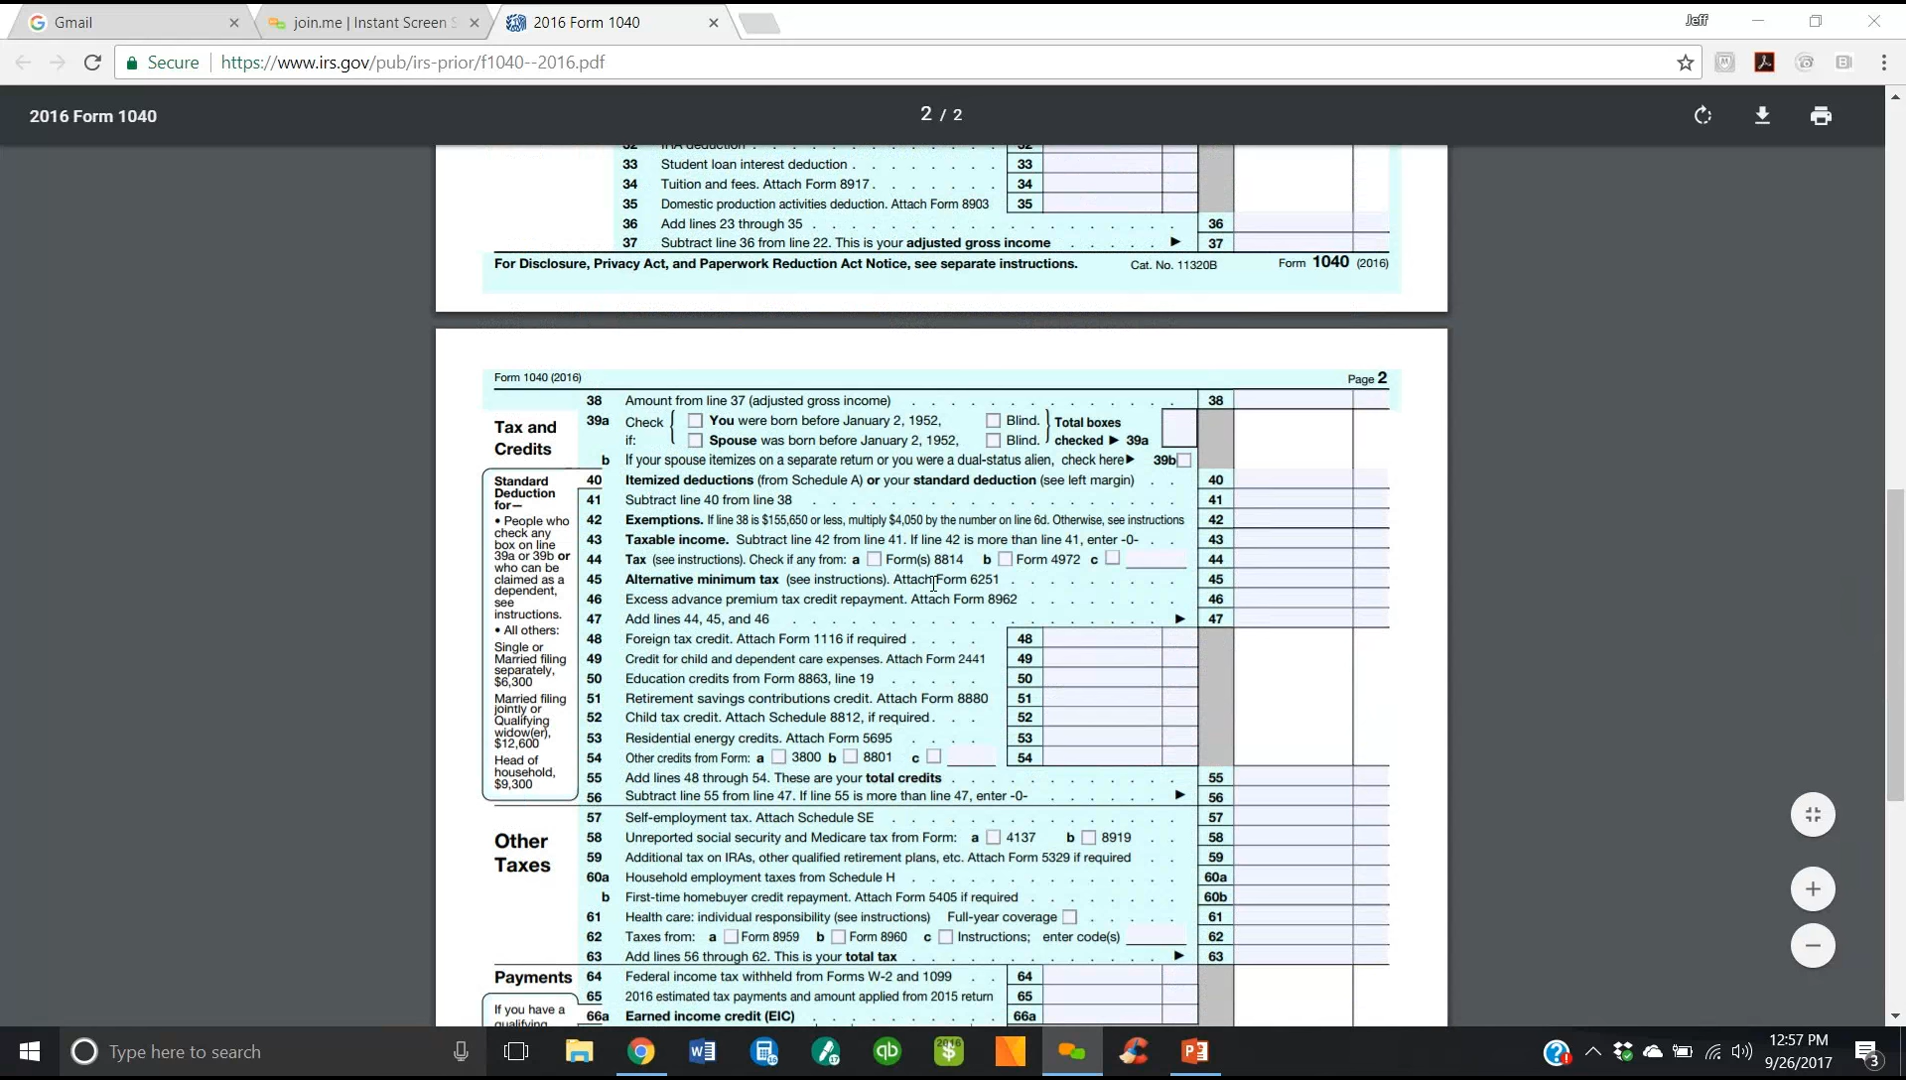 Gmail
join.me | Instant Screen S
2016 Form 1040
Jeff
Secure
https://www.irs.gov/pub/irs-prior/f1040--2016.pdf
2016 Form 1040
2 / 2
32 IRA deduction 32
33 Student loan interest deduction 33
34 Tuition and fees. Attach Form 8917 34
35 Domestic production activities deduction. Attach Form 8903 35
36 Add lines 23 through 35 36
37 Subtract line 36 from line 22. This is your adjusted gross income ▶ 37
For Disclosure, Privacy Act, and Paperwork Reduction Act Notice, see separate instructions. Cat. No. 11320B Form 1040 (2016)
Form 1040 (2016) Page 2
38 Amount from line 37 (adjusted gross income) 38
Tax and
Credits
39a Check You were born before January 2, 1952, Blind. Total boxes
if: Spouse was born before January 2, 1952, Blind. checked ▶ 39a
b If your spouse itemizes on a separate return or you were a dual-status alien, check here ▶ 39b
Standard
Deduction
for—
• People who
check any
box on line
39a or 39b or
who can be
claimed as a
dependent,
see
instructions.
• All others:
Single or
Married filing
separately,
$6,300
Married filing
jointly or
Qualifying
widow(er),
$12,600
Head of
household,
$9,300
40 Itemized deductions (from Schedule A) or your standard deduction (see left margin) 40
41 Subtract line 40 from line 38 41
42 Exemptions. If line 38 is $155,650 or less, multiply $4,050 by the number on line 6d. Otherwise, see instructions 42
43 Taxable income. Subtract line 42 from line 41. If line 42 is more than line 41, enter -0- 43
44 Tax (see instructions). Check if any from: a Form(s) 8814 b Form 4972 c 44
45 Alternative minimum tax (see instructions). Attach Form 6251 45
46 Excess advance premium tax credit repayment. Attach Form 8962 46
47 Add lines 44, 45, and 46 ▶ 47
48 Foreign tax credit. Attach Form 1116 if required 48
49 Credit for child and dependent care expenses. Attach Form 2441 49
50 Education credits from Form 8863, line 19 50
51 Retirement savings contributions credit. Attach Form 8880 51
52 Child tax credit. Attach Schedule 8812, if required 52
53 Residential energy credits. Attach Form 5695 53
54 Other credits from Form: a 3800 b 8801 c 54
55 Add lines 48 through 54. These are your total credits 55
56 Subtract line 55 from line 47. If line 55 is more than line 47, enter -0- ▶ 56
Other
Taxes
57 Self-employment tax. Attach Schedule SE 57
58 Unreported social security and Medicare tax from Form: a 4137 b 8919 58
59 Additional tax on IRAs, other qualified retirement plans, etc. Attach Form 5329 if required 59
60a Household employment taxes from Schedule H 60a
b First-time homebuyer credit repayment. Attach Form 5405 if required 60b
61 Health care: individual responsibility (see instructions) Full-year coverage 61
62 Taxes from: a Form 8959 b Form 8960 c Instructions; enter code(s) 62
63 Add lines 56 through 62. This is your total tax ▶ 63
Payments
64 Federal income tax withheld from Forms W-2 and 1099 64
65 2016 estimated tax payments and amount applied from 2015 return 65
66a Earned income credit (EIC) 66a
If you have a
qualifying
Type here to search
qb
2016
12:57 PM
9/26/2017
3